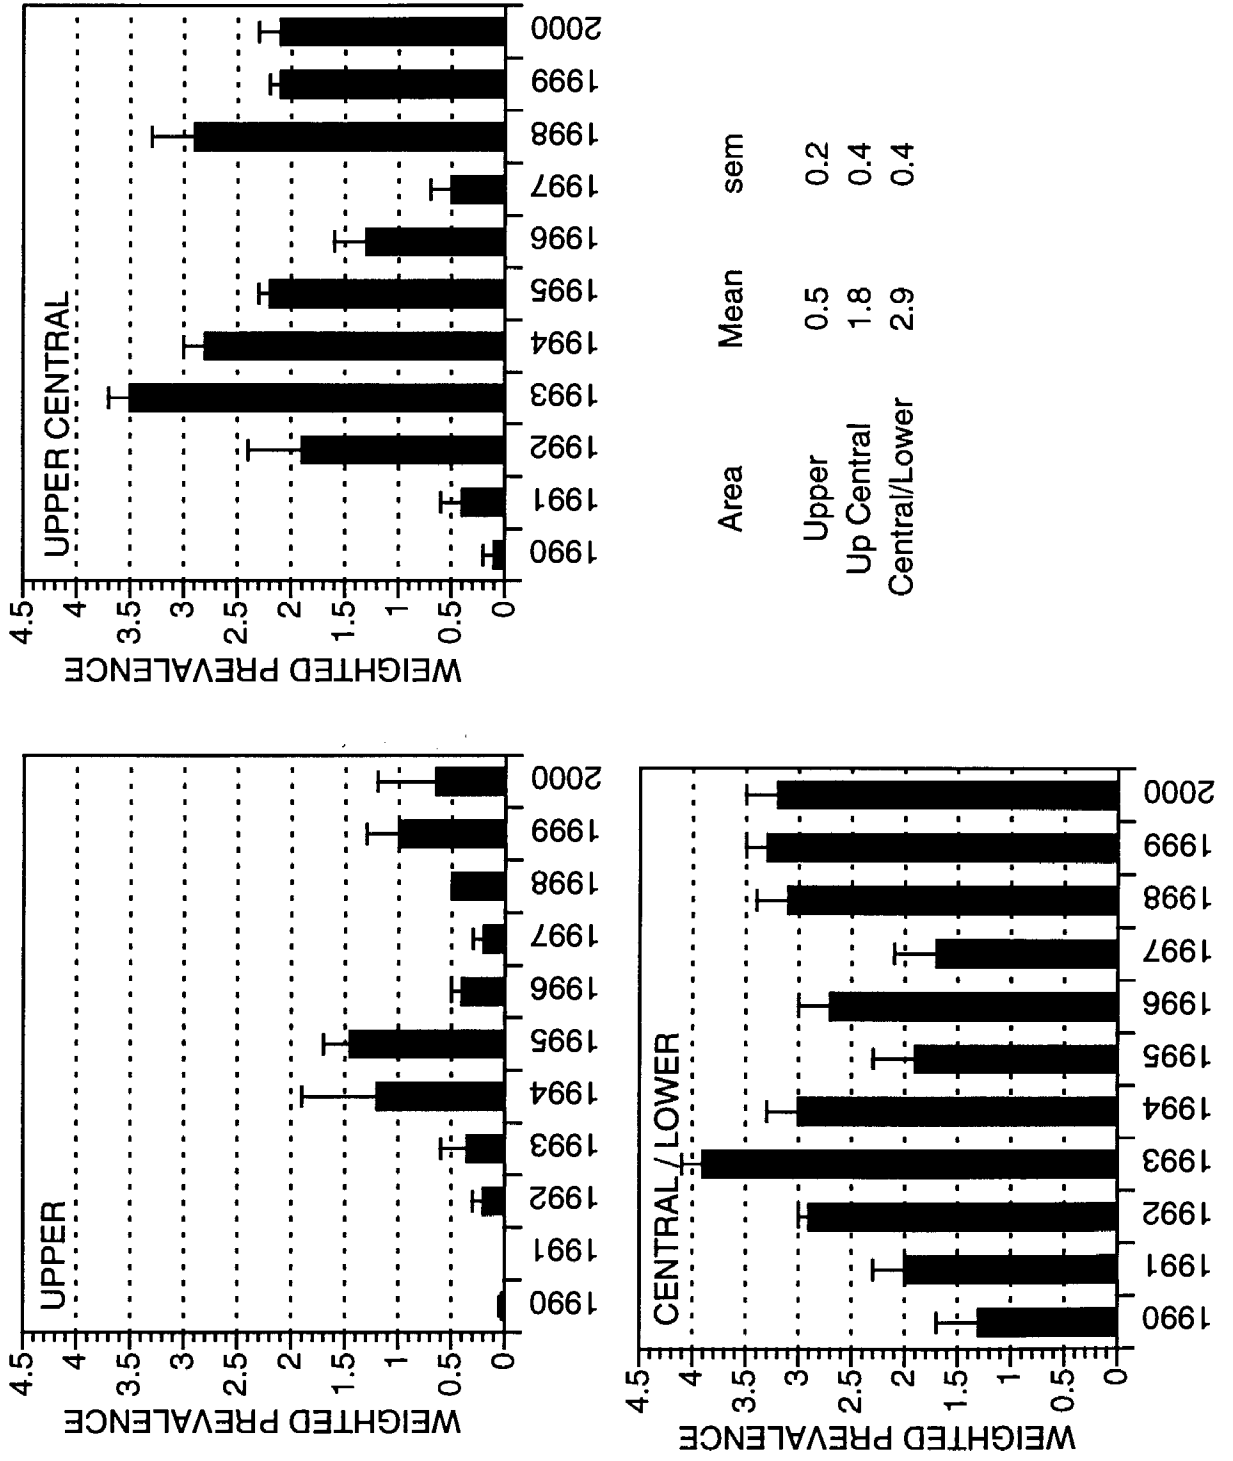 UPPER
WEIGHTED PREVALENCE
4.5
4
3.5
3
2.5
2
1.5
1
0.5
0
1990 1991 1992 1993 1994 1995 1996 1997 1998 1999 2000
UPPER CENTRAL
WEIGHTED PREVALENCE
4.5
4
3.5
3
2.5
2
1.5
1
0.5
0
1990 1991 1992 1993 1994 1995 1996 1997 1998 1999 2000
CENTRAL / LOWER
WEIGHTED PREVALENCE
4.5
4
3.5
3
2.5
2
1.5
1
0.5
0
1990 1991 1992 1993 1994 1995 1996 1997 1998 1999 2000
Area Mean sem
Upper 0.5 0.2
Up Central 1.8 0.4
Central/Lower 2.9 0.4